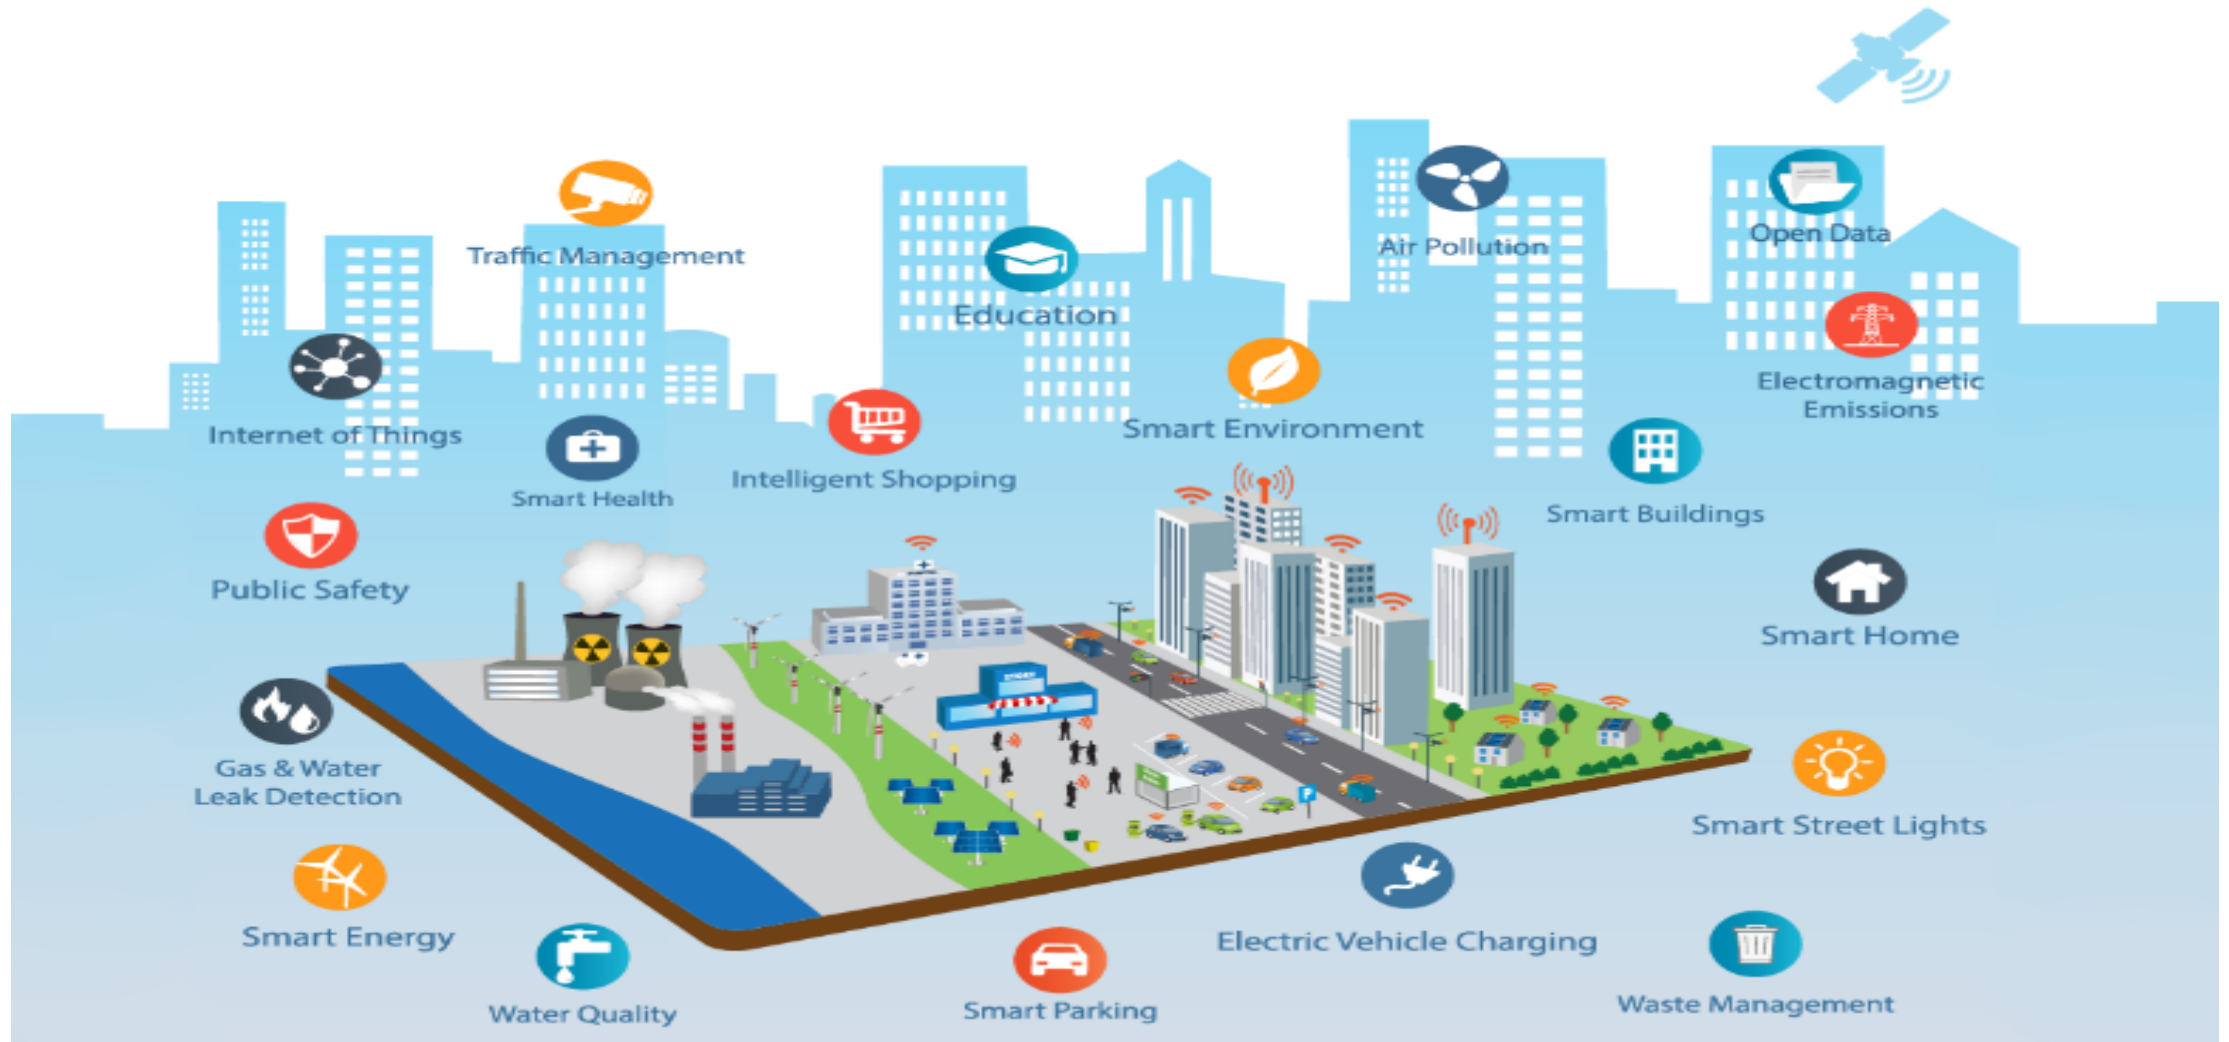 Traffic Management
Education
Air Pollution
Open Data
Internet of Things
Smart Health
Intelligent Shopping
Smart Environment
Electromagnetic
Emissions
Smart Buildings
Public Safety
Smart Home
Gas & Water
Leak Detection
Smart Street Lights
Smart Energy
Water Quality
Smart Parking
Electric Vehicle Charging
Waste Management
P